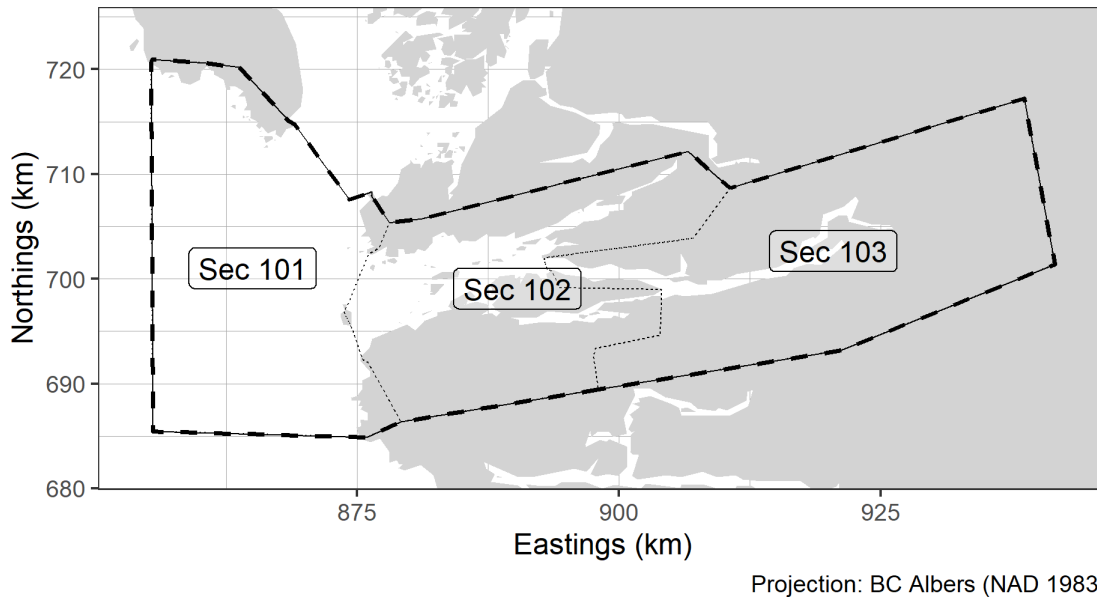 720
710
700
690
680
Northings (km)
Sec 101
Sec 102
Sec 103
875
900
925
Eastings (km)
Projection: BC Albers (NAD 1983